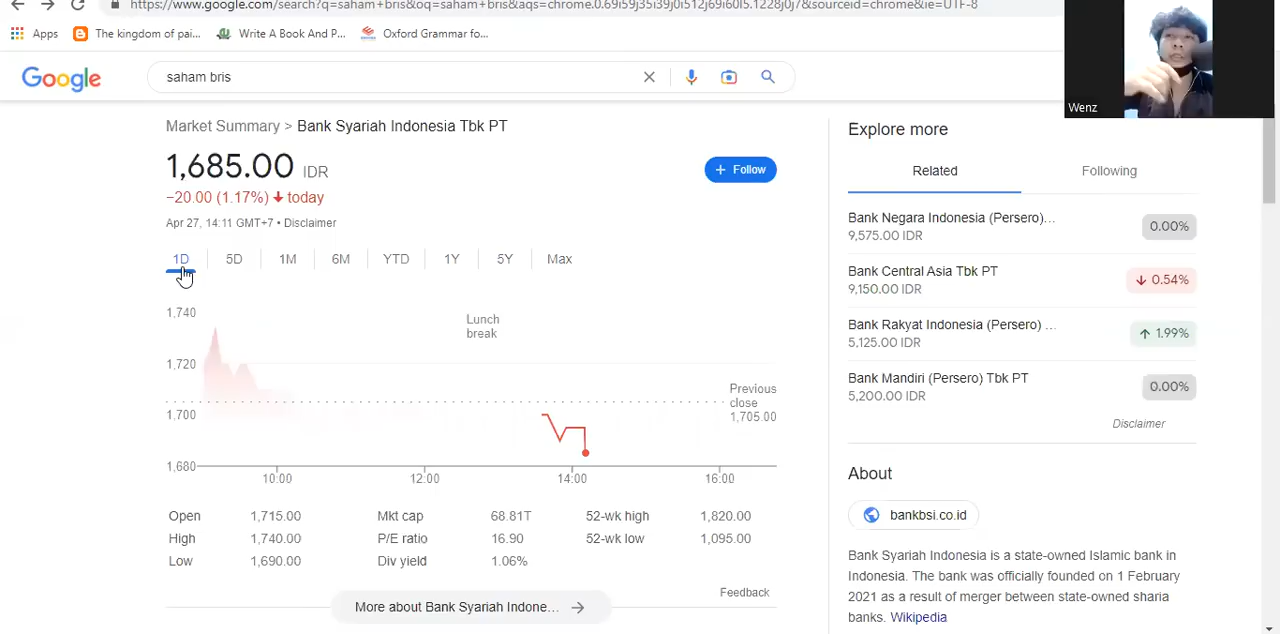 https://www.google.com/search?q=saham+bris&oq=saham+bris&aqs=chrome.0.69i59j35i39j0i512j69i60l5.1228j0j7&sourceid=chrome&ie=UTF-8
Apps
The kingdom of pai...
Write A Book And P...
Oxford Grammar fo...
Wenz
Google
saham bris
Market Summary > Bank Syariah Indonesia Tbk PT
1,685.00 IDR
+ Follow
−20.00 (1.17%) ↓ today
Apr 27, 14:11 GMT+7 • Disclaimer
1D 5D 1M 6M YTD 1Y 5Y Max
1,740
1,720
1,700
1,680
Lunch
break
Previous
close
1,705.00
10:00 12:00 14:00 16:00
Open 1,715.00 Mkt cap 68.81T 52-wk high 1,820.00
High 1,740.00 P/E ratio 16.90 52-wk low 1,095.00
Low 1,690.00 Div yield 1.06%
Feedback
More about Bank Syariah Indone... →
Explore more
Related Following
Bank Negara Indonesia (Persero)...
9,575.00 IDR
0.00%
Bank Central Asia Tbk PT
9,150.00 IDR
↓ 0.54%
Bank Rakyat Indonesia (Persero) ...
5,125.00 IDR
↑ 1.99%
Bank Mandiri (Persero) Tbk PT
5,200.00 IDR
0.00%
Disclaimer
About
bankbsi.co.id
Bank Syariah Indonesia is a state-owned Islamic bank in
Indonesia. The bank was officially founded on 1 February
2021 as a result of merger between state-owned sharia
banks. Wikipedia